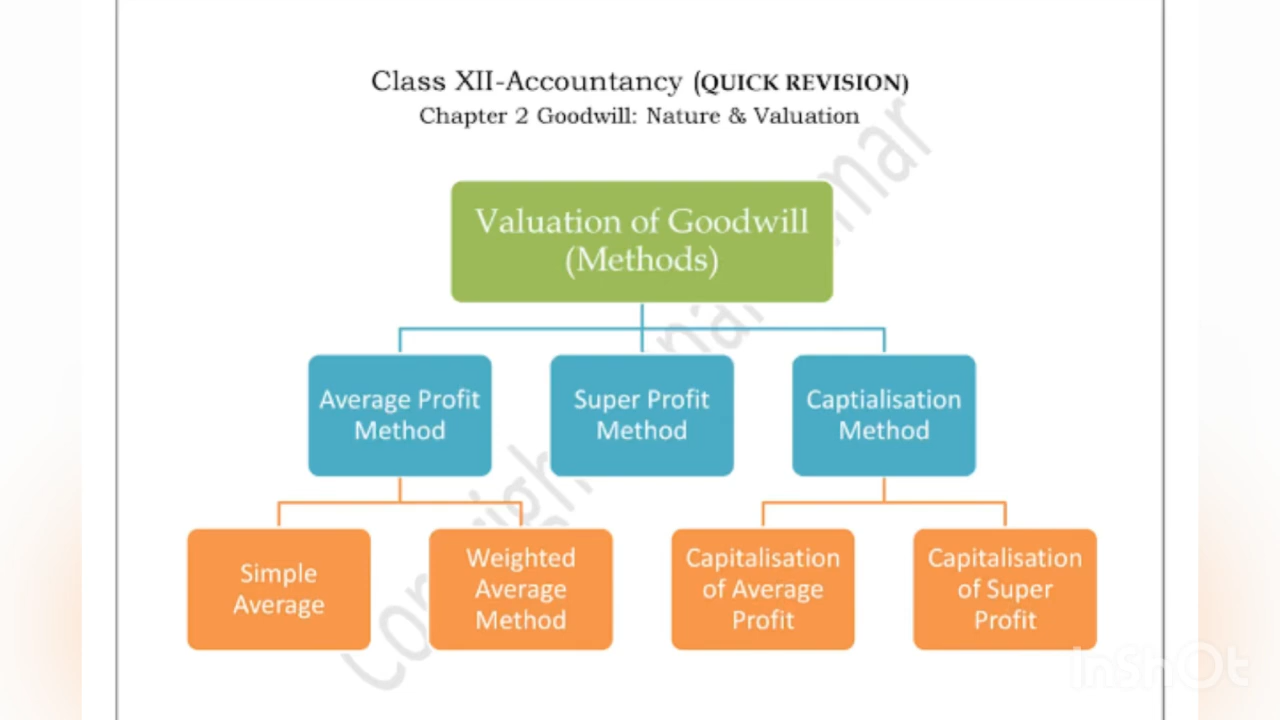 Class XII-Accountancy (QUICK REVISION)
Chapter 2 Goodwill: Nature & Valuation
Valuation of Goodwill
(Methods)
Average Profit
Method
Super Profit
Method
Captialisation
Method
Simple
Average
Weighted
Average
Method
Capitalisation
of Average
Profit
Capitalisation
of Super
Profit
InShOt